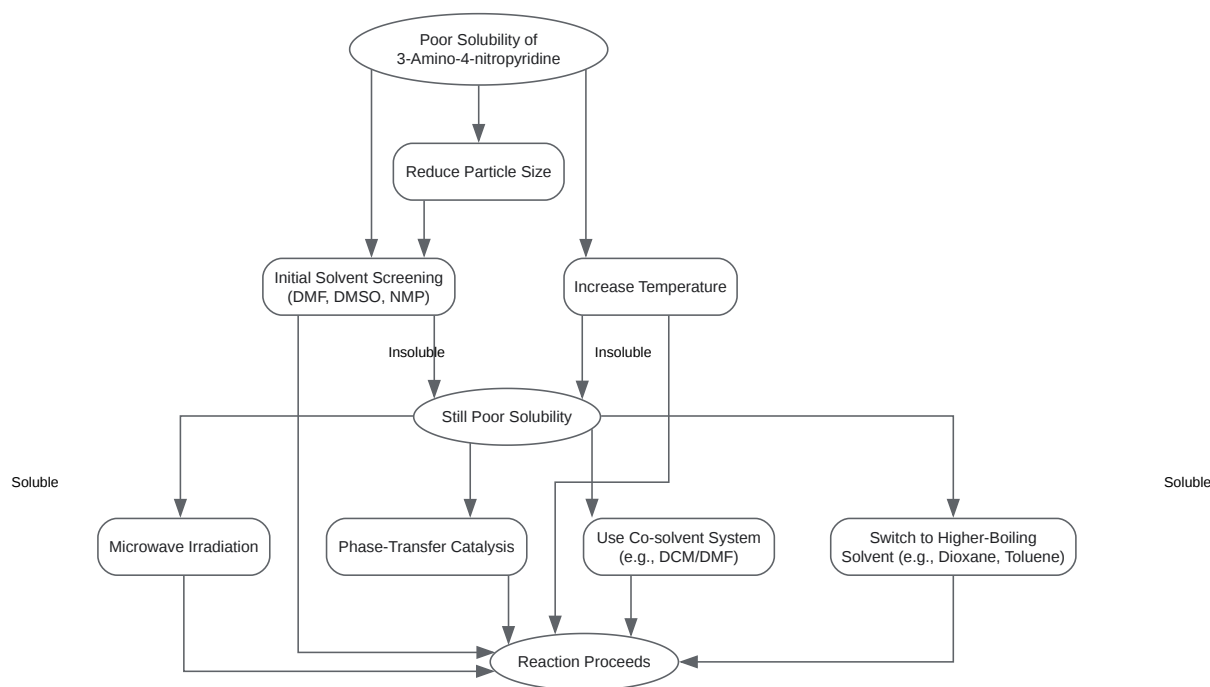 Poor Solubility of
3-Amino-4-nitropyridine
Reduce Particle Size
Initial Solvent Screening
(DMF, DMSO, NMP)
Increase Temperature
Insoluble
Insoluble
Still Poor Solubility
Soluble
Soluble
Microwave Irradiation
Phase-Transfer Catalysis
Use Co-solvent System
(e.g., DCM/DMF)
Switch to Higher-Boiling
Solvent (e.g., Dioxane, Toluene)
Reaction Proceeds